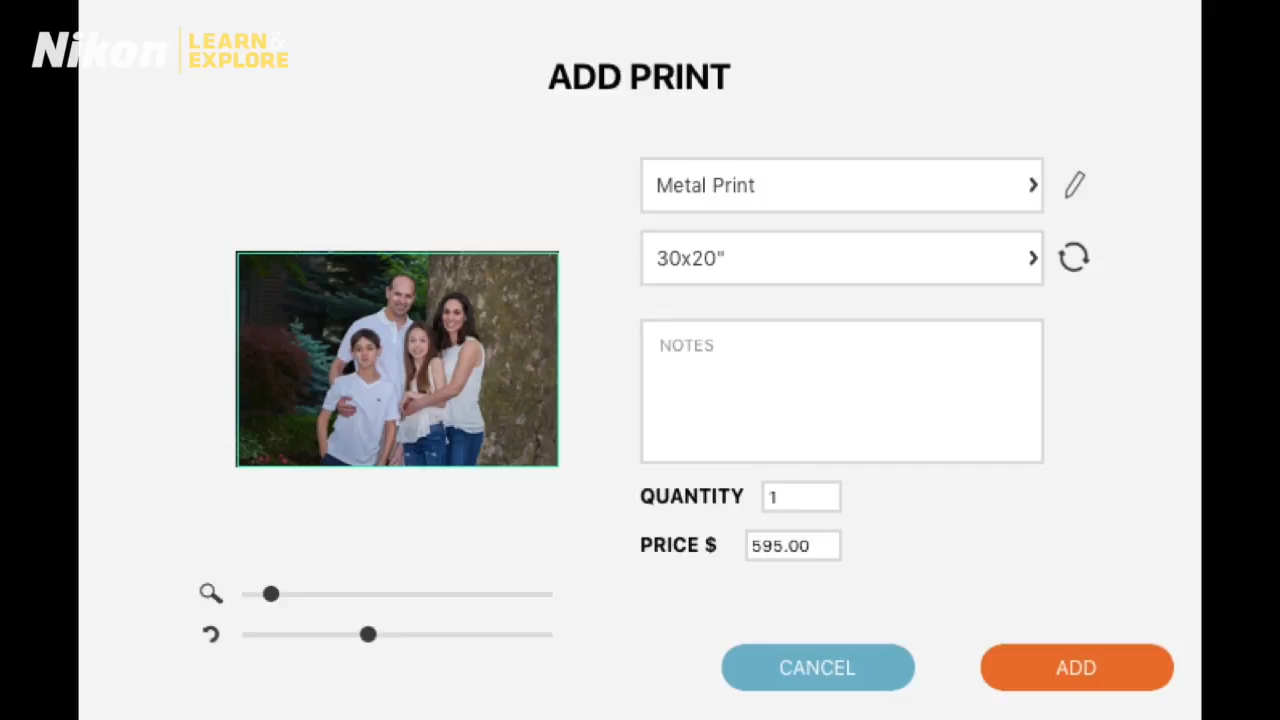 Nikon
LEARN &
EXPLORE
ADD PRINT
Metal Print
30x20"
NOTES
QUANTITY 1
PRICE $ 595.00
CANCEL
ADD